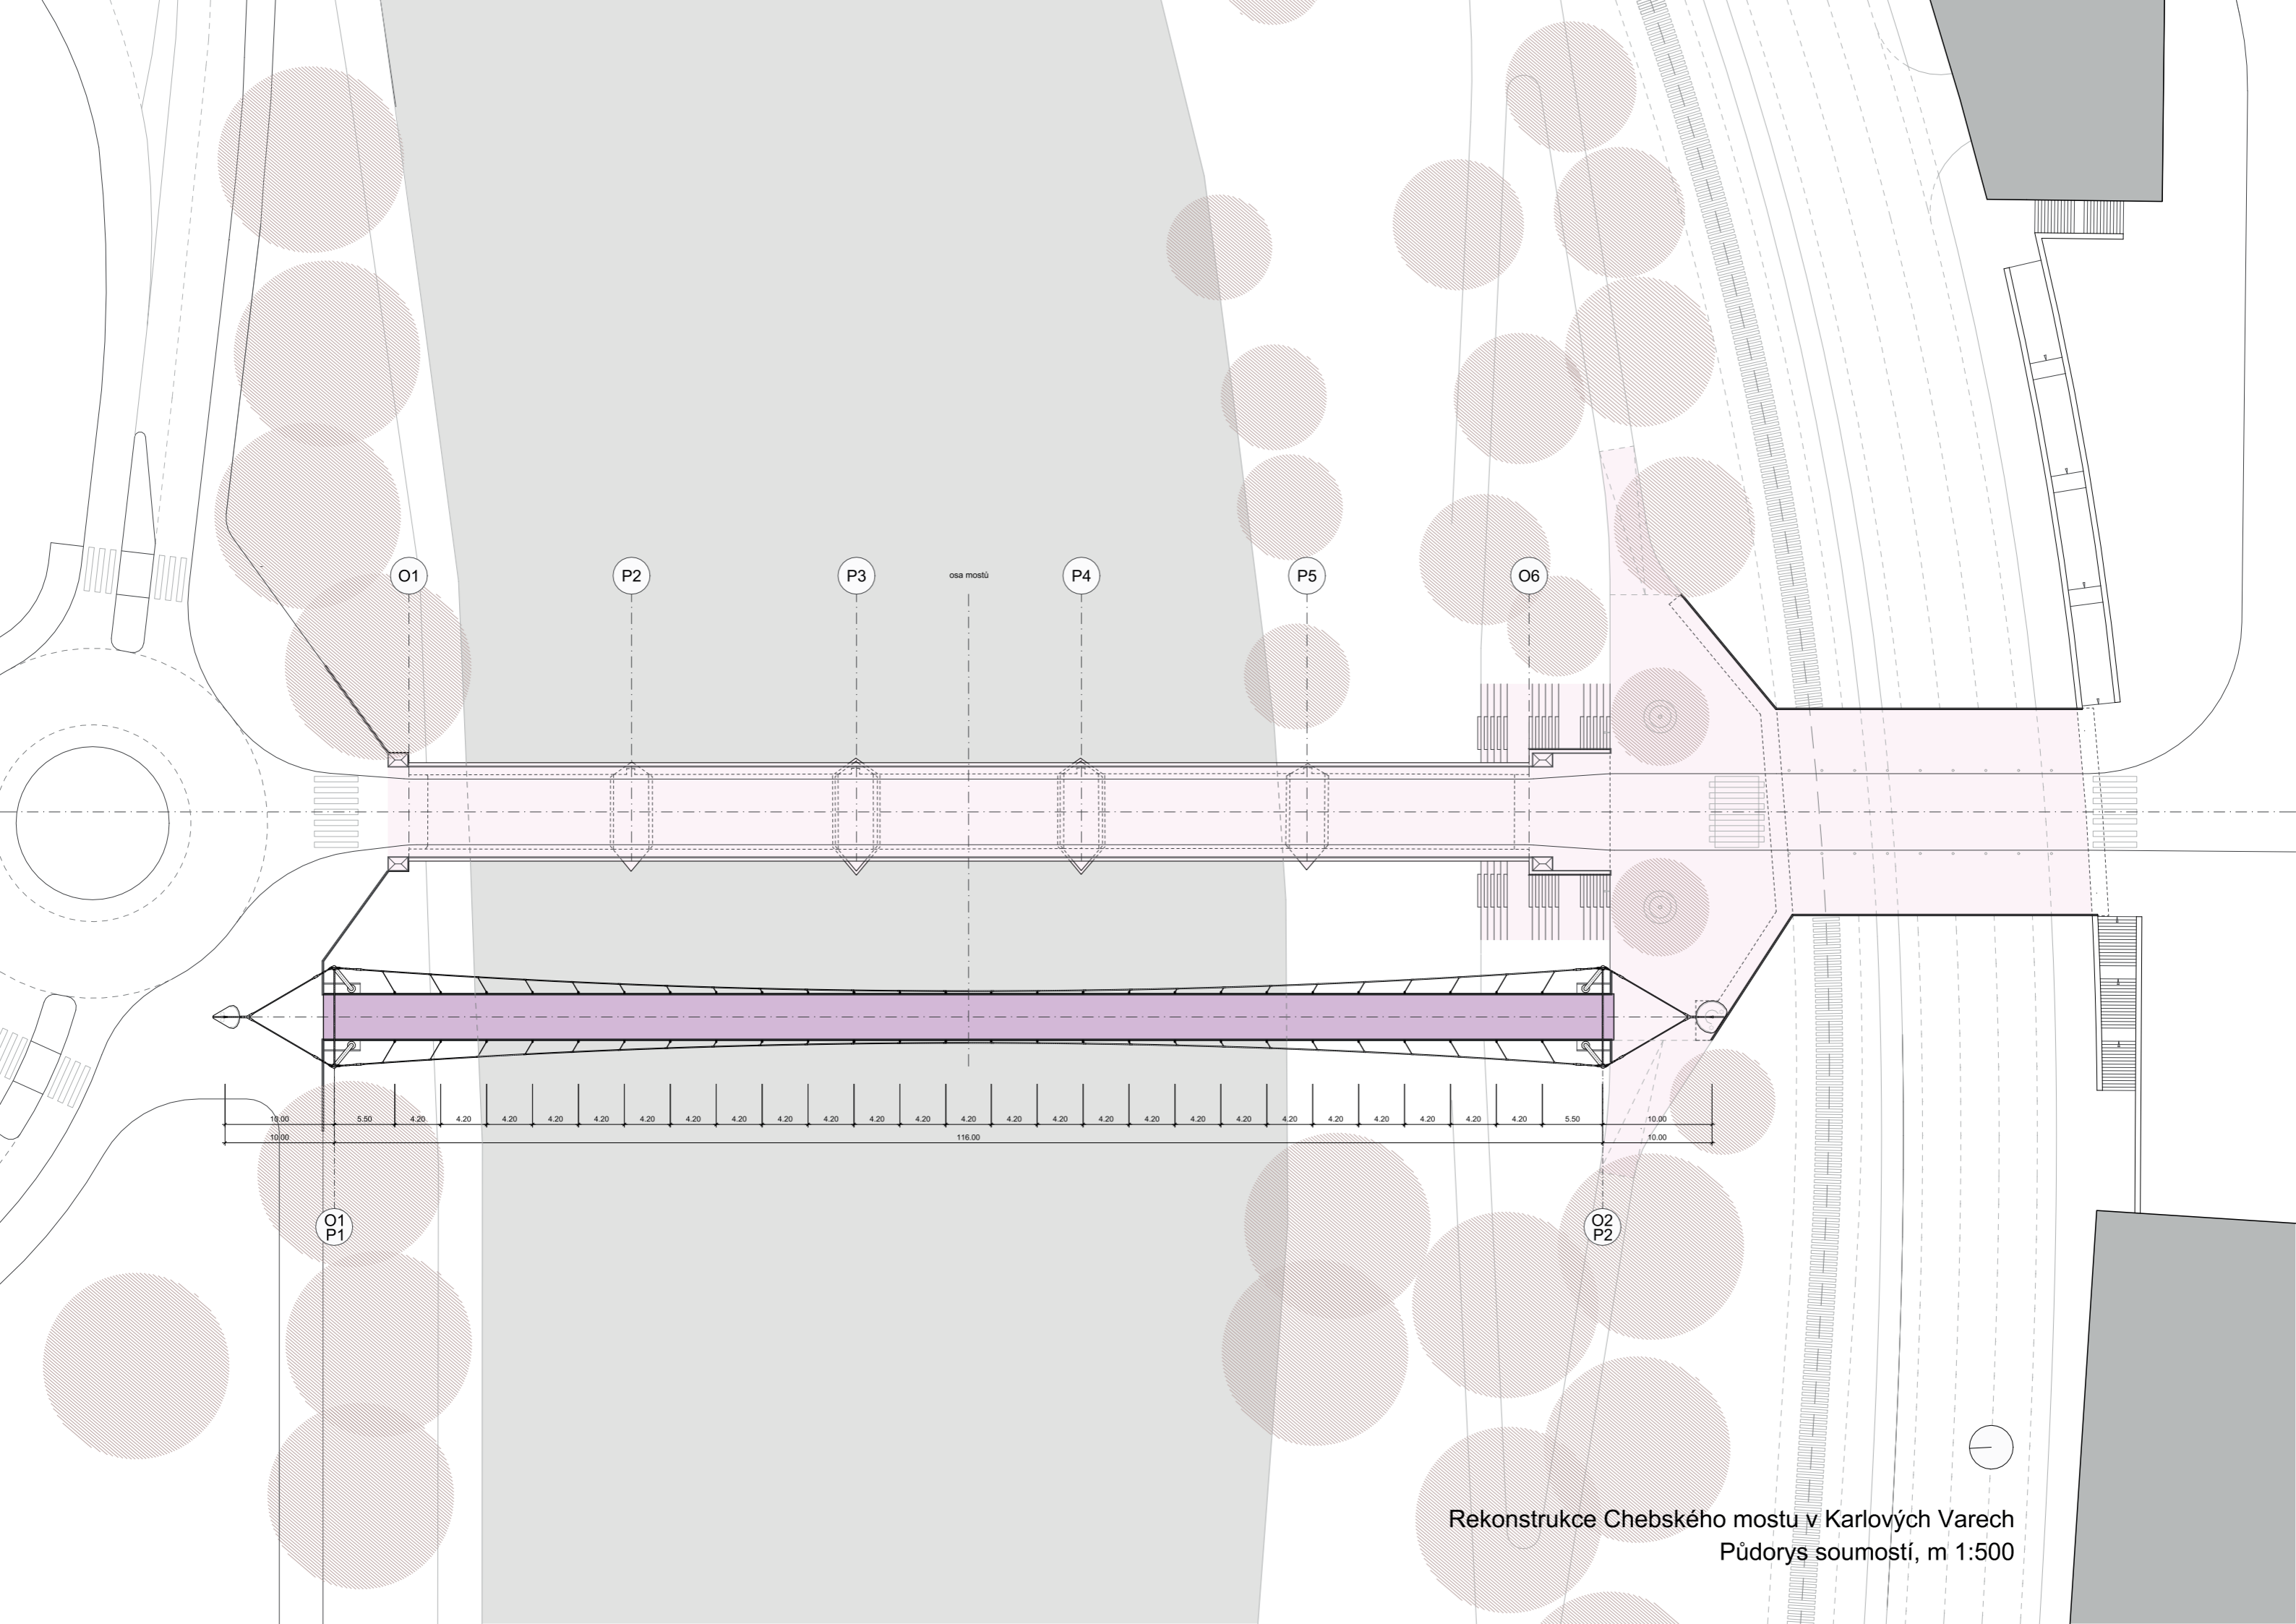 O1 P2 P3 osa mostů P4 P5 O6
10.00 5.50 4.20 4.20 4.20 4.20 4.20 4.20 4.20 4.20 4.20 4.20 4.20 4.20 4.20 4.20 4.20 4.20 4.20 4.20 4.20 4.20 4.20 4.20 4.20 4.20 4.20 5.50 10.00
10.00 116.00 10.00
O1
P1
O2
P2
Rekonstrukce Chebského mostu v Karlových Varech
Půdorys soumostí, m 1:500